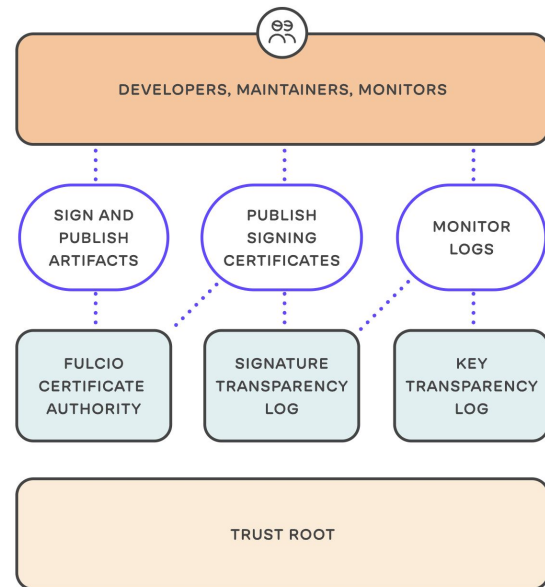 DEVELOPERS, MAINTAINERS, MONITORS
SIGN AND
PUBLISH
ARTIFACTS
PUBLISH
SIGNING
CERTIFICATES
MONITOR
LOGS
FULCIO
CERTIFICATE
AUTHORITY
SIGNATURE
TRANSPARENCY
LOG
KEY
TRANSPARENCY
LOG
TRUST ROOT